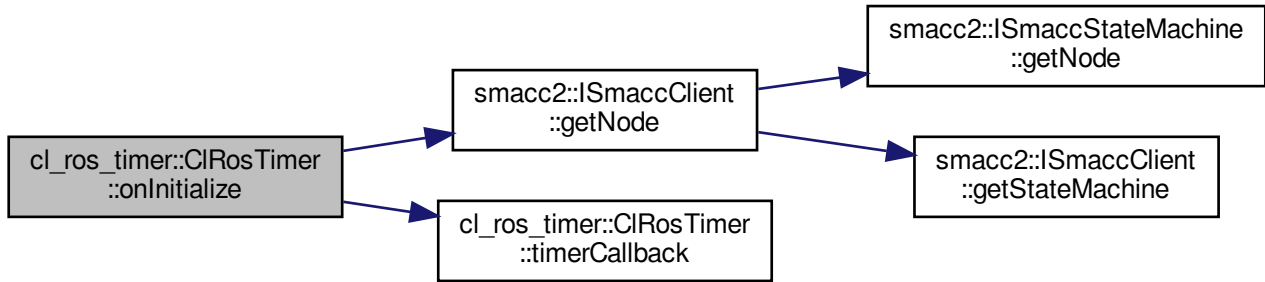 cl_ros_timer::ClRosTimer
::onInitialize
smacc2::ISmaccClient
::getNode
cl_ros_timer::ClRosTimer
::timerCallback
smacc2::ISmaccStateMachine
::getNode
smacc2::ISmaccClient
::getStateMachine